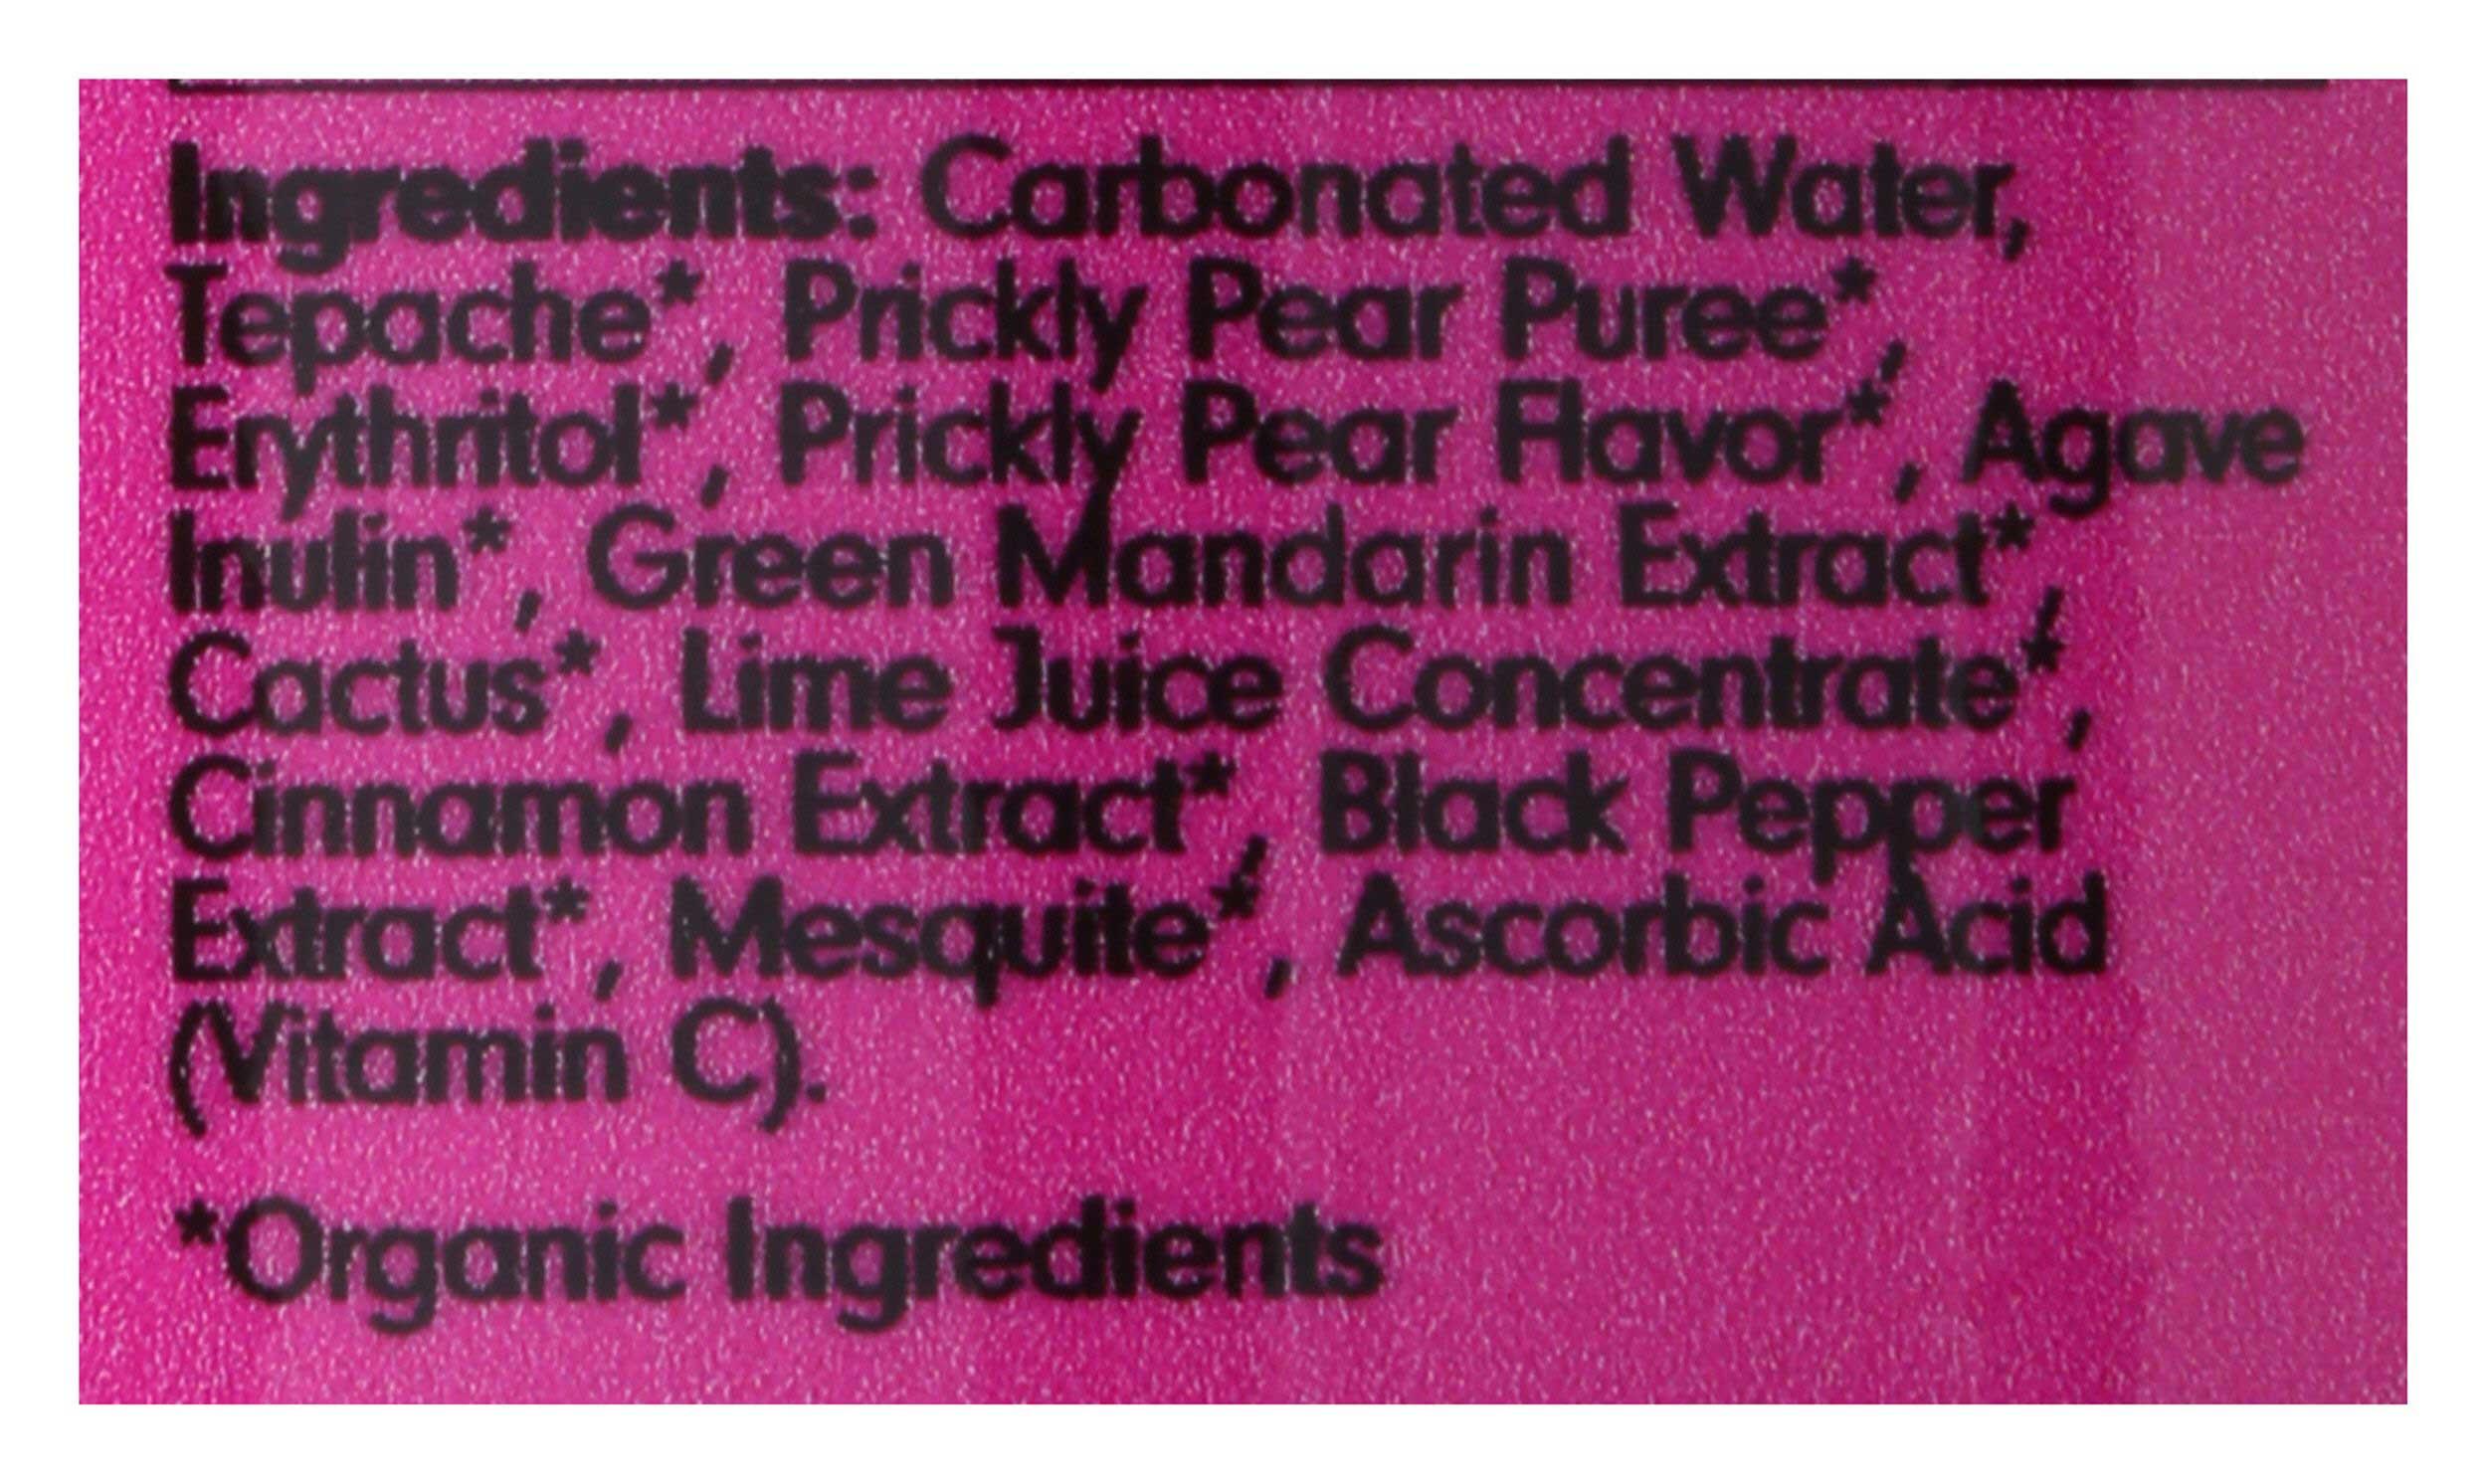 Ingredients: Carbonated Water,
Tepache*, Prickly Pear Puree*,
Erythritol*, Prickly Pear Flavor*, Agave
Inulin*, Green Mandarin Extract*,
Cactus*, Lime Juice Concentrate*,
Cinnamon Extract*, Black Pepper
Extract*, Mesquite*, Ascorbic Acid
(Vitamin C).
*Organic Ingredients